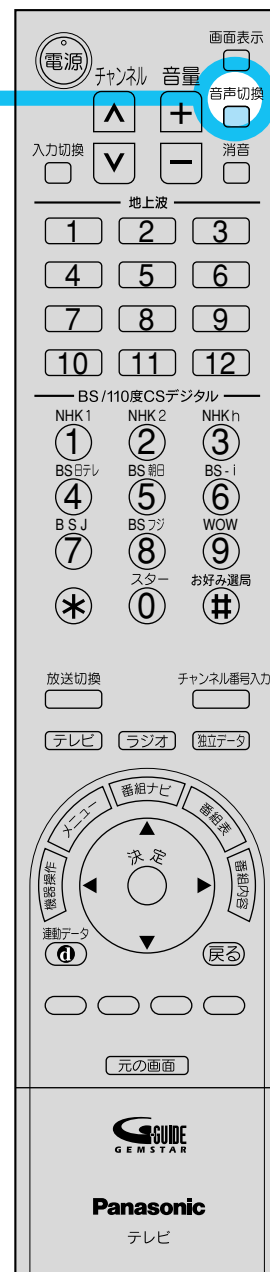 画面表示
電源
チャンネル 音量
音声切換
入力切換
消音
地上波
1 2 3
4 5 6
7 8 9
10 11 12
BS/110度CSデジタル
NHK1 NHK2 NHKh
1 2 3
BS日テレ BS朝日 BS-i
4 5 6
BSJ BSフジ WOW
7 8 9
スター お好み選局
* 0 #
放送切換 チャンネル番号入力
テレビ ラジオ 独立データ
メニュー 番組ナビ 番組表
機器操作 決定 番組内容
連動データ
d 戻る
元の画面
G-GUIDE
GEMSTAR
Panasonic
テレビ